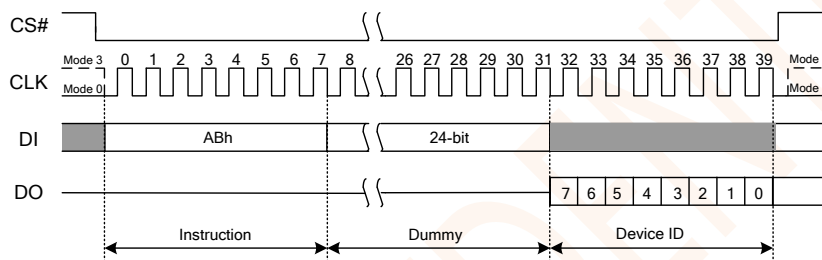 CS#
Mode 3 0 1 2 3 4 5 6 7 8 26 27 28 29 30 31 32 33 34 35 36 37 38 39 Mode
CLK
Mode 0 Mode
DI ABh 24-bit
DO 7 6 5 4 3 2 1 0
Instruction Dummy Device ID